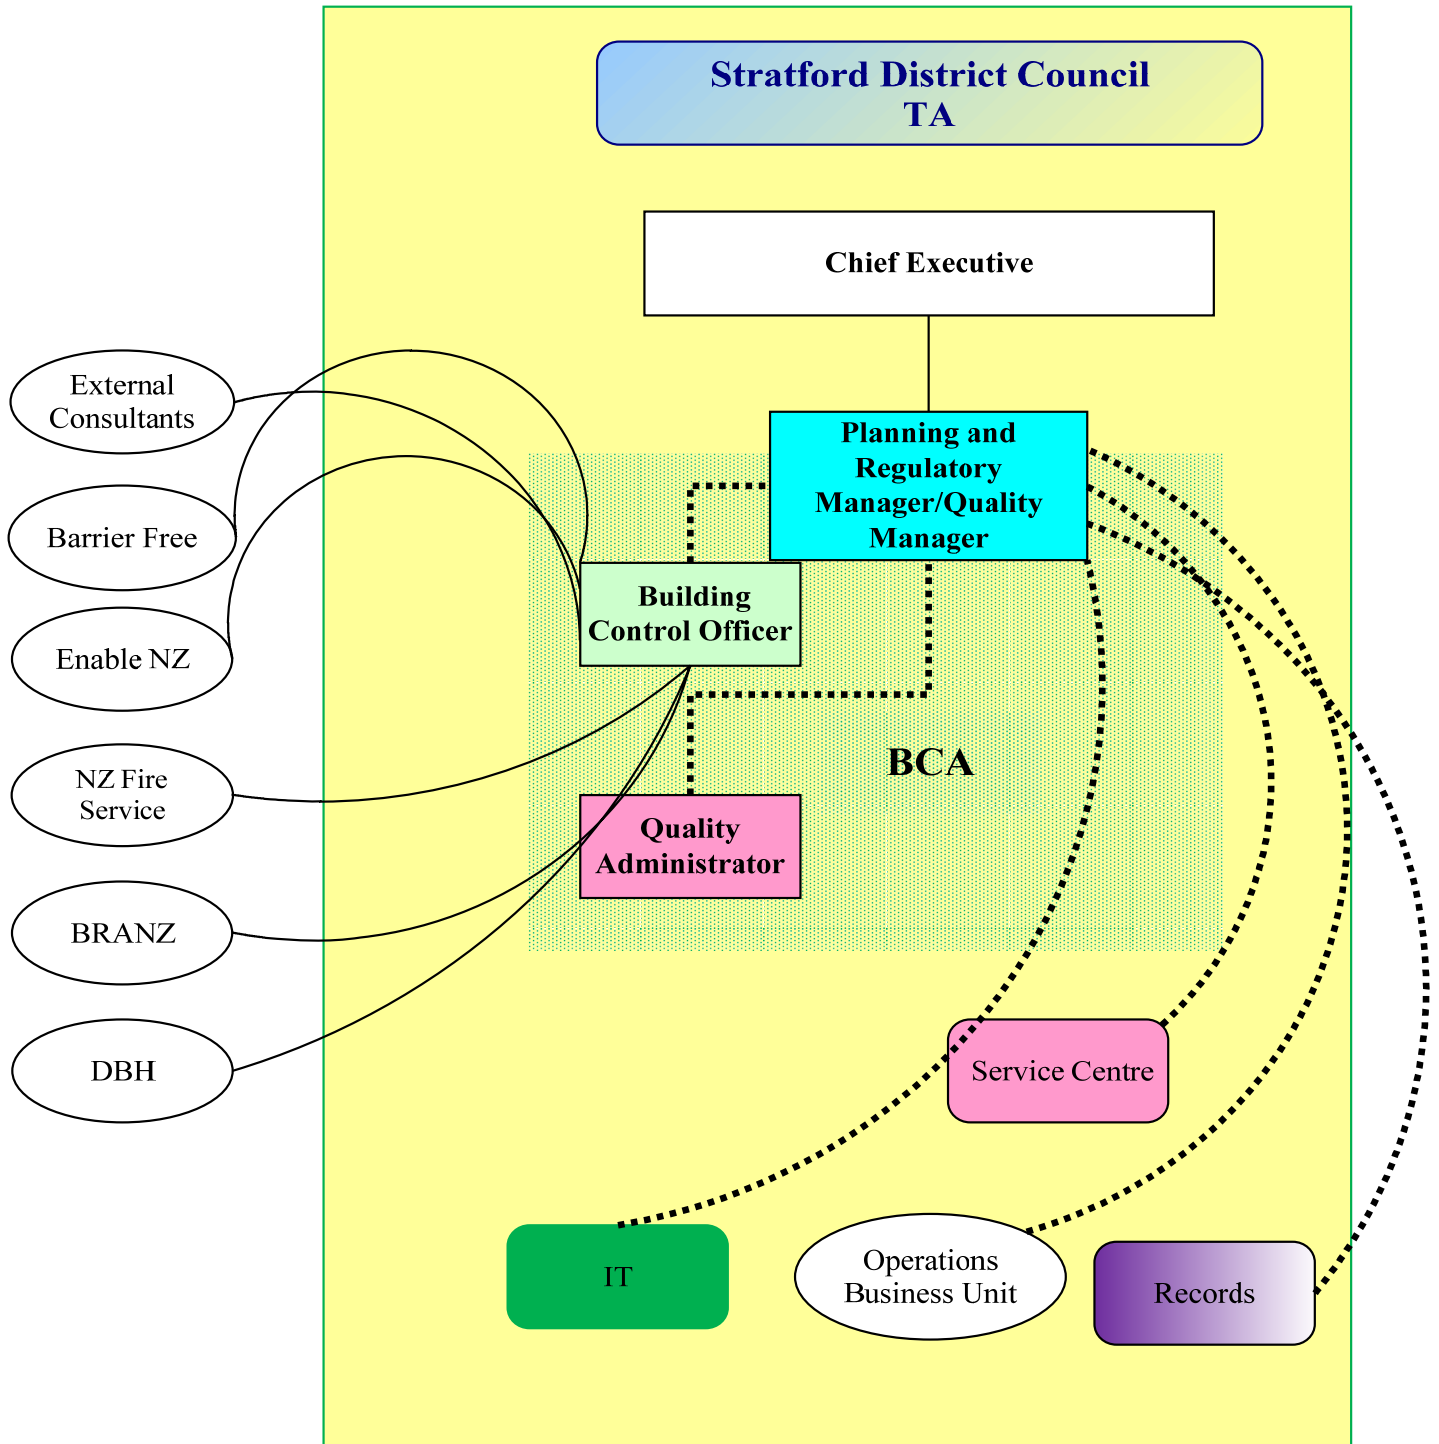 Stratford District Council
TA
Chief Executive
External
Consultants
Planning and
Regulatory
Manager/Quality
Manager
Barrier Free
Building
Control Officer
Enable NZ
NZ Fire
Service
BCA
Quality
Administrator
BRANZ
DBH
Service Centre
IT
Operations
Business Unit
Records